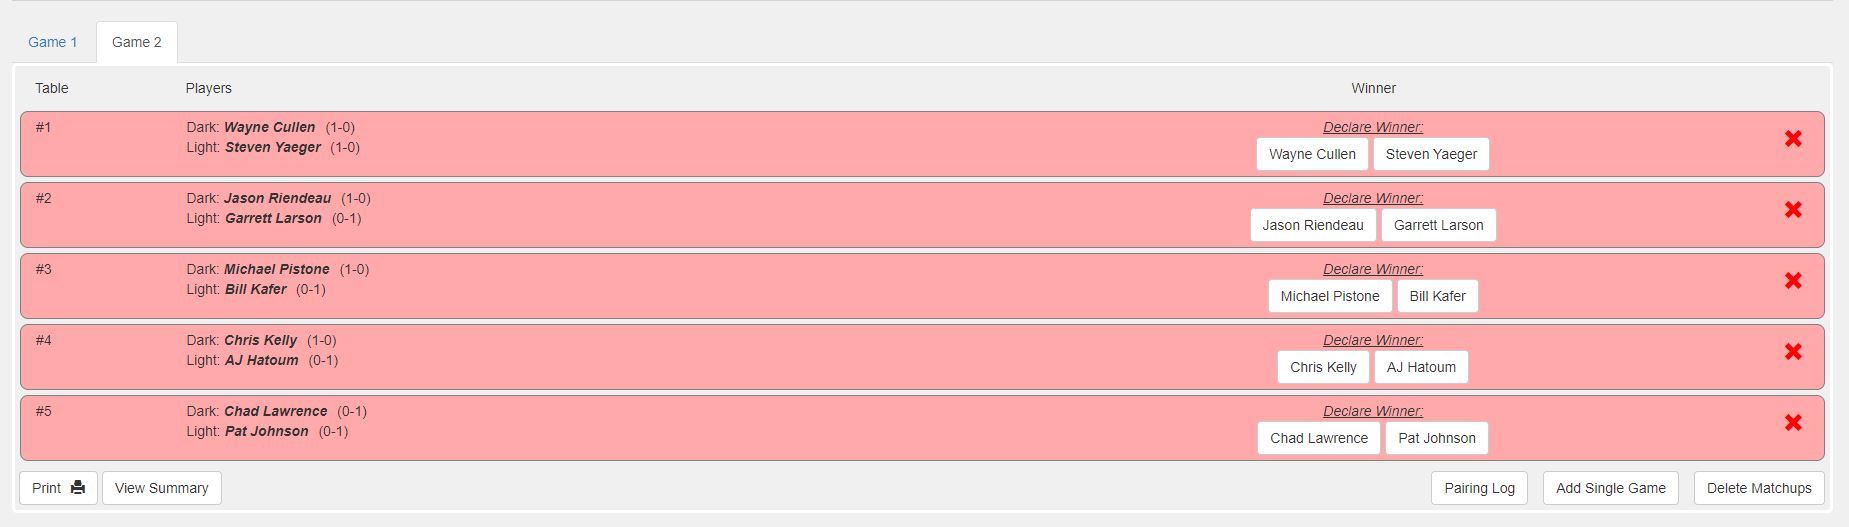 Game 1 Game 2
Table Players Winner
#1 Dark: Wayne Cullen (1-0) Declare Winner:
Light: Steven Yaeger (1-0) Wayne Cullen Steven Yaeger
#2 Dark: Jason Riendeau (1-0) Declare Winner:
Light: Garrett Larson (0-1) Jason Riendeau Garrett Larson
#3 Dark: Michael Pistone (1-0) Declare Winner:
Light: Bill Kafer (0-1) Michael Pistone Bill Kafer
#4 Dark: Chris Kelly (1-0) Declare Winner:
Light: AJ Hatoum (0-1) Chris Kelly AJ Hatoum
#5 Dark: Chad Lawrence (0-1) Declare Winner:
Light: Pat Johnson (0-1) Chad Lawrence Pat Johnson
Print View Summary Pairing Log Add Single Game Delete Matchups